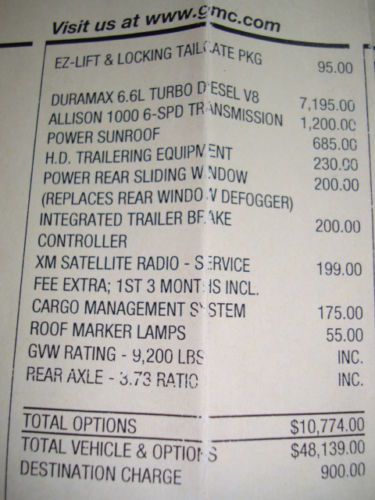 Visit us at www.gmc.com
EZ-LIFT & LOCKING TAILGATE PKG 95.00
DURAMAX 6.6L TURBO DIESEL V8 7,195.00
ALLISON 1000 6-SPD TRANSMISSION 1,200.00
POWER SUNROOF 685.00
H.D. TRAILERING EQUIPMENT 230.00
POWER REAR SLIDING WINDOW 200.00
(REPLACES REAR WINDOW DEFOGGER)
INTEGRATED TRAILER BRAKE 200.00
CONTROLLER
XM SATELLITE RADIO - SERVICE 199.00
FEE EXTRA; 1ST 3 MONTHS INCL.
CARGO MANAGEMENT SYSTEM 175.00
ROOF MARKER LAMPS 55.00
GVW RATING - 9,200 LBS INC.
REAR AXLE - 3.73 RATIO INC.
TOTAL OPTIONS $10,774.00
TOTAL VEHICLE & OPTIONS $48,139.00
DESTINATION CHARGE 900.00